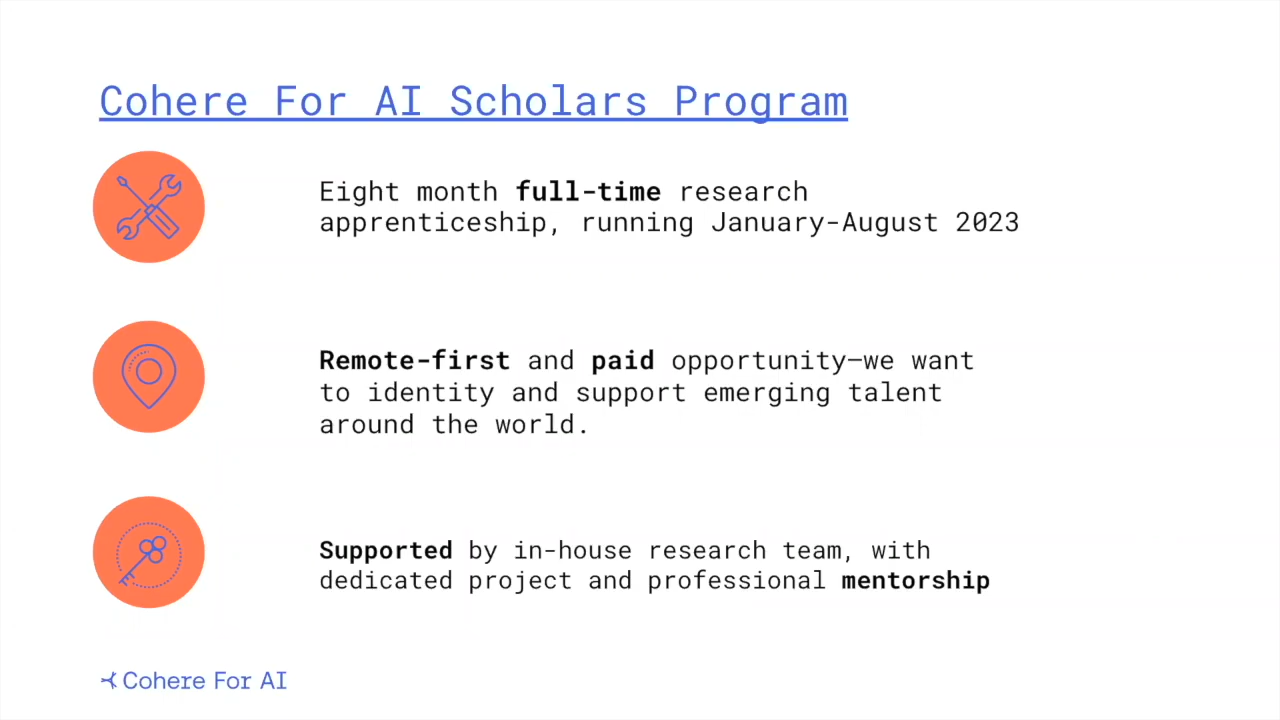 Cohere For AI Scholars Program
Eight month full-time research
apprenticeship, running January-August 2023
Remote-first and paid opportunity—we want
to identity and support emerging talent
around the world.
Supported by in-house research team, with
dedicated project and professional mentorship
Cohere For AI